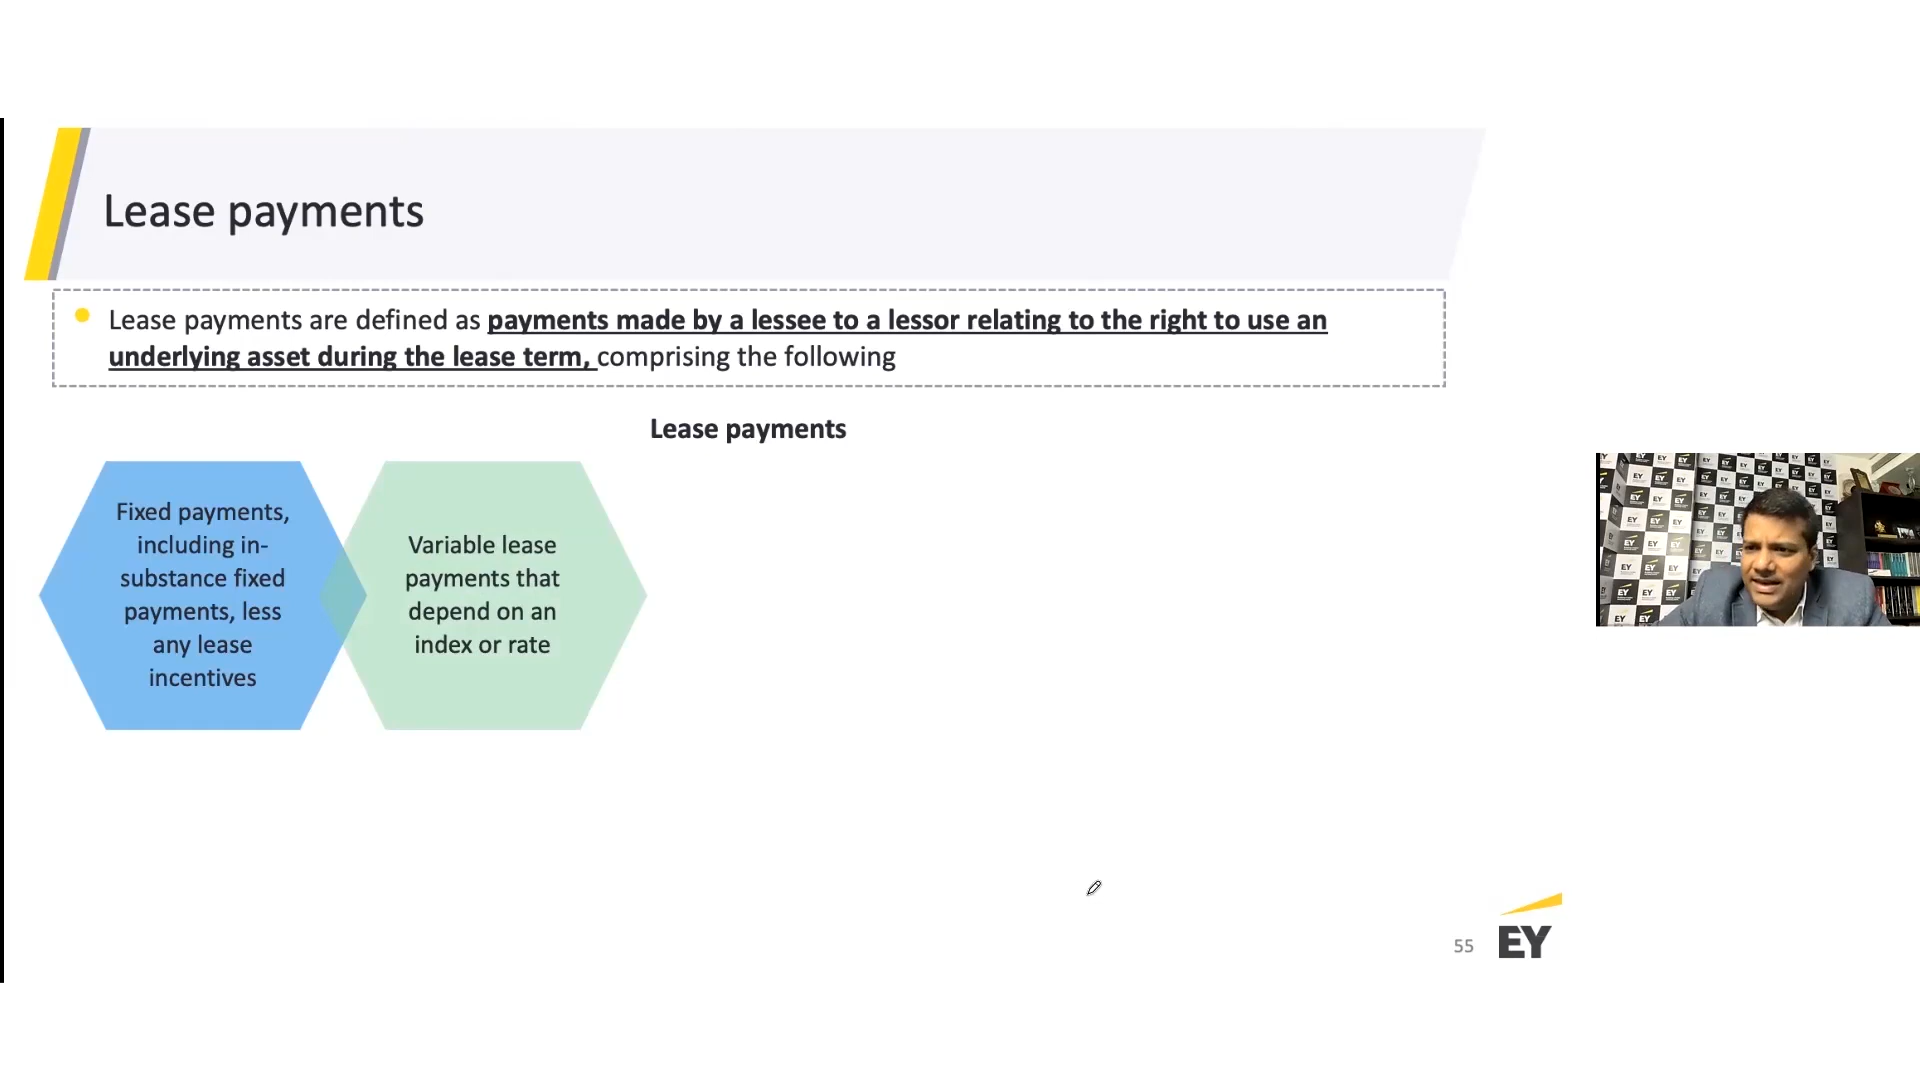 Lease payments
Lease payments are defined as payments made by a lessee to a lessor relating to the right to use an
underlying asset during the lease term, comprising the following
Lease payments
Fixed payments,
including in-
substance fixed
payments, less
any lease
incentives
Variable lease
payments that
depend on an
index or rate
55
EY